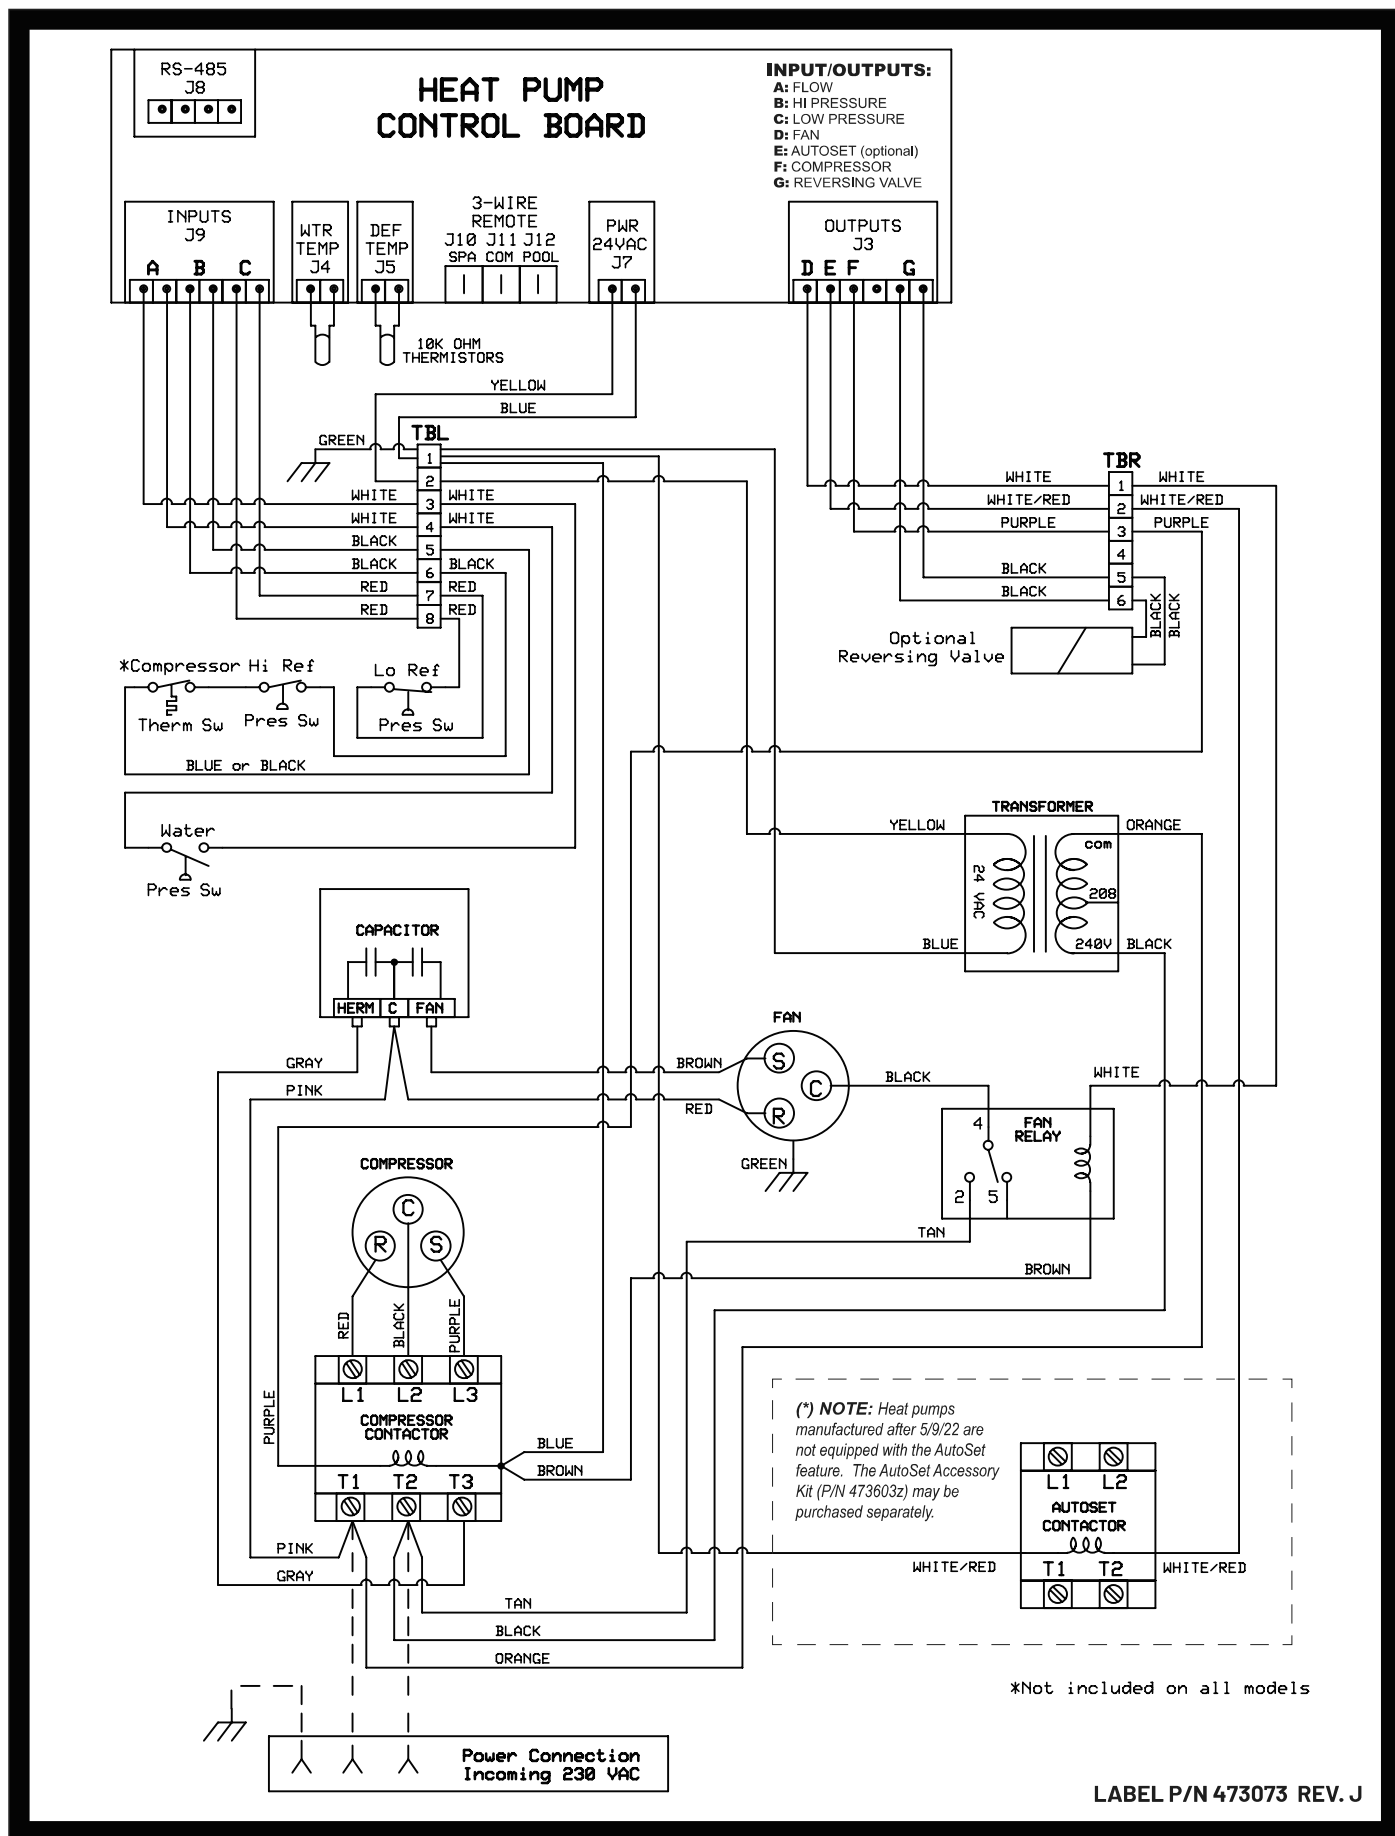 RS-485
J8
HEAT PUMP
CONTROL BOARD
INPUT/OUTPUTS:
A: FLOW
B: HI PRESSURE
C: LOW PRESSURE
D: FAN
E: AUTOSET (optional)
F: COMPRESSOR
G: REVERSING VALVE
INPUTS
J9
A B C
WTR
TEMP
J4
DEF
TEMP
J5
3-WIRE
REMOTE
J10 J11 J12
SPA COM POOL
PWR
24VAC
J7
OUTPUTS
J3
D E F G
10K OHM
THERMISTORS
YELLOW
BLUE
GREEN
TBL
1
2
WHITE 3 WHITE
WHITE 4 WHITE
BLACK 5
BLACK 6 BLACK
RED 7 RED
RED 8 RED
TBR
WHITE 1 WHITE
WHITE/RED 2 WHITE/RED
PURPLE 3 PURPLE
4
BLACK 5
BLACK 6
BLACK
BLACK
Optional
Reversing Valve
*Compressor Hi Ref
Therm Sw
Pres Sw
Lo Ref
Pres Sw
BLUE or BLACK
Water
Pres Sw
TRANSFORMER
YELLOW
ORANGE
com
24 VAC
208
240V
BLUE
BLACK
CAPACITOR
HERM C FAN
GRAY
PINK
FAN
BROWN
RED
S
C
R
BLACK
GREEN
WHITE
FAN
RELAY
4
2
5
TAN
BROWN
COMPRESSOR
C
R
S
RED
BLACK
PURPLE
L1 L2 L3
COMPRESSOR
CONTACTOR
PURPLE
T1 T2 T3
BLUE
BROWN
PINK
GRAY
TAN
BLACK
ORANGE
(*) NOTE: Heat pumps
manufactured after 5/9/22 are
not equipped with the AutoSet
feature. The AutoSet Accessory
Kit (P/N 473603z) may be
purchased separately.
L1 L2
AUTOSET
CONTACTOR
T1 T2
WHITE/RED
WHITE/RED
*Not included on all models
Power Connection
Incoming 230 VAC
LABEL P/N 473073 REV. J